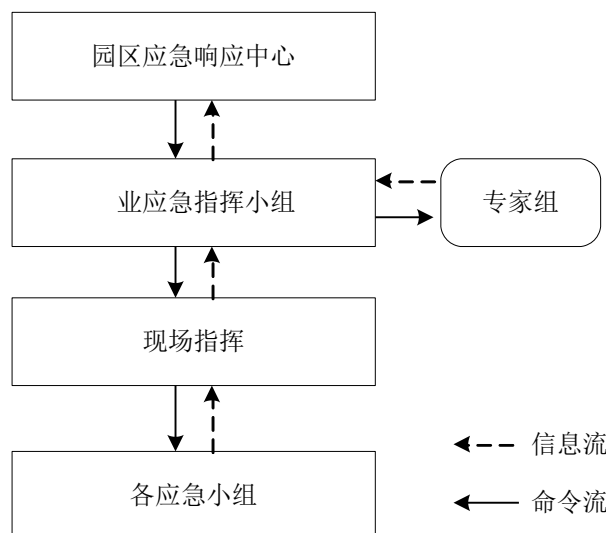 园区应急响应中心
业应急指挥小组
专家组
现场指挥
各应急小组
信息流
命令流